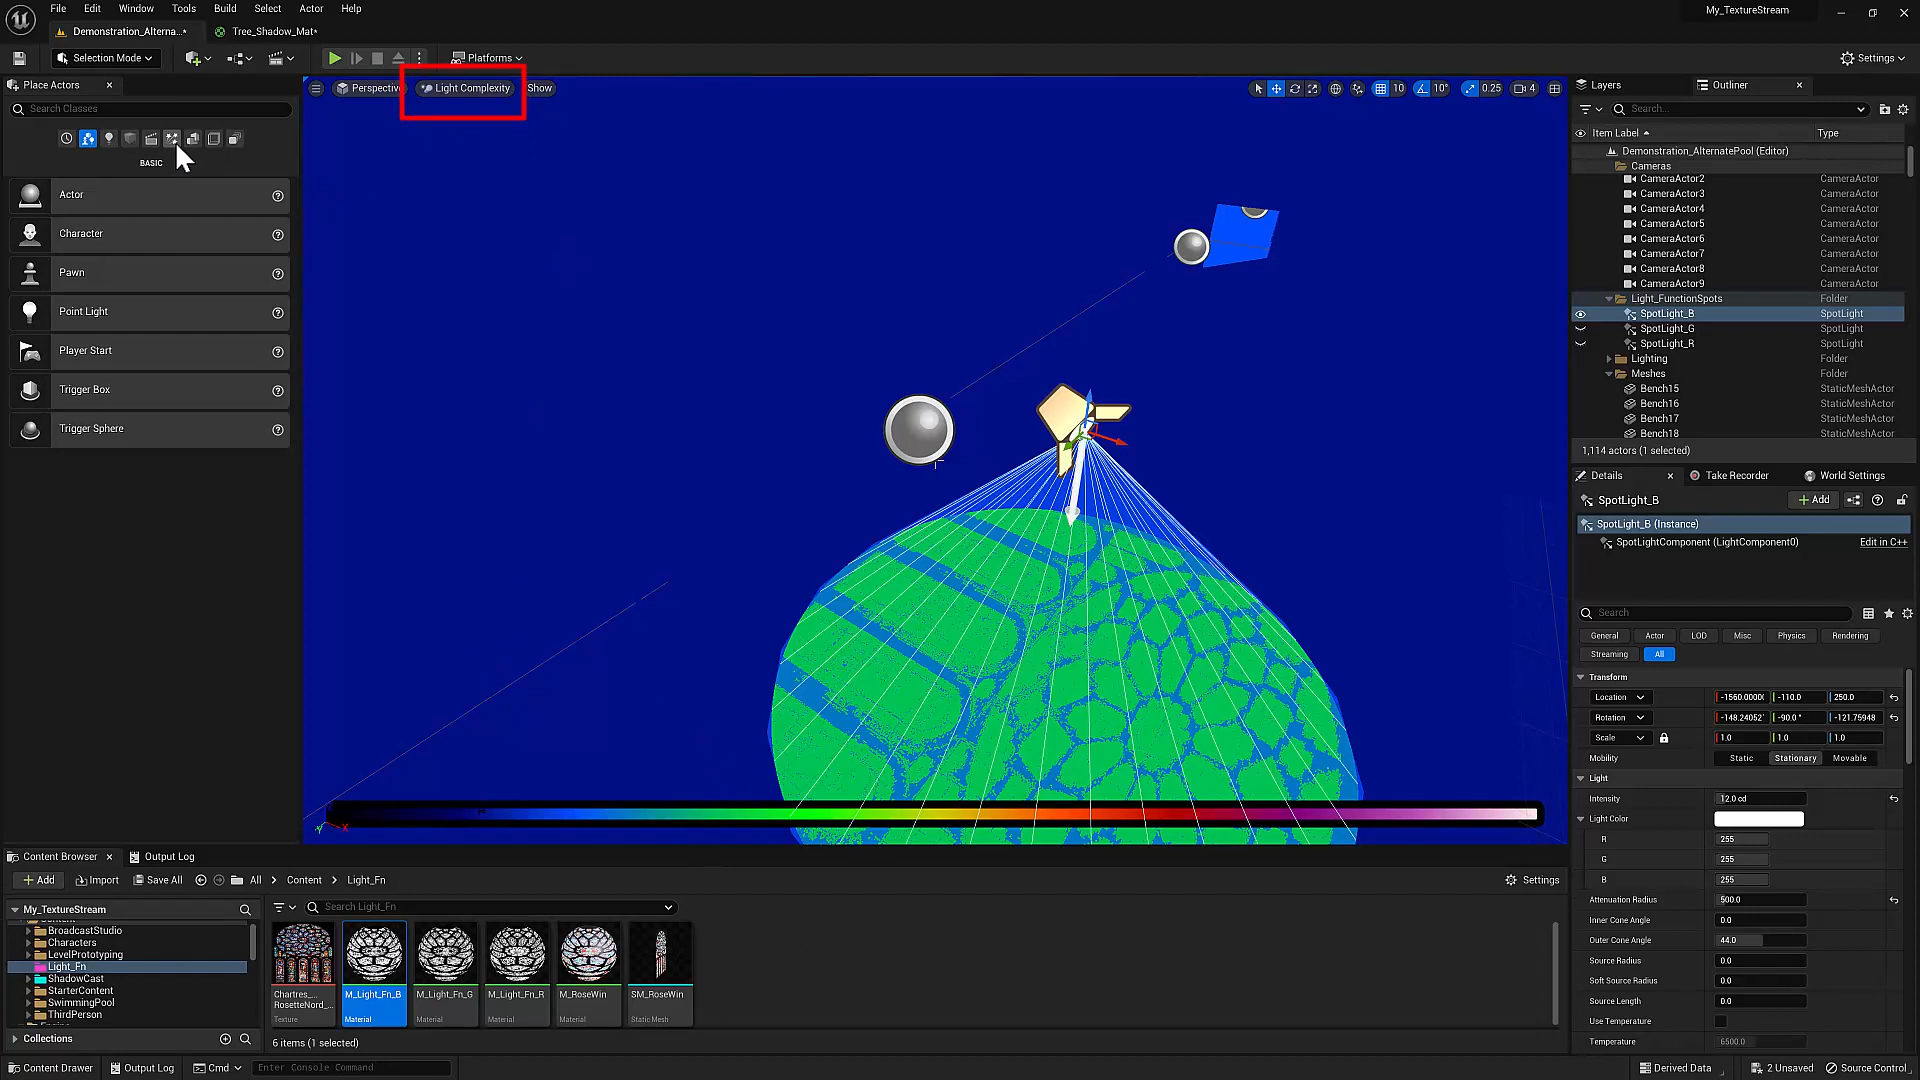 File Edit Window Tools Build Select Actor Help
My_TextureStream
Demonstration_Alterna...*
Tree_Shadow_Mat*
Selection Mode
Platforms
Settings
Place Actors
Search Classes
BASIC
Actor
Character
Pawn
Point Light
Player Start
Trigger Box
Trigger Sphere
Perspective
Light Complexity
Show
10
10°
0.25
4
Layers
Outliner
Search...
Item Label
Type
Demonstration_AlternatePool (Editor)
Cameras
CameraActor2 CameraActor
CameraActor3 CameraActor
CameraActor4 CameraActor
CameraActor5 CameraActor
CameraActor6 CameraActor
CameraActor7 CameraActor
CameraActor8 CameraActor
CameraActor9 CameraActor
Light_FunctionSpots Folder
SpotLight_B SpotLight
SpotLight_G SpotLight
SpotLight_R SpotLight
Lighting Folder
Meshes Folder
Bench15 StaticMeshActor
Bench16 StaticMeshActor
Bench17 StaticMeshActor
Bench18 StaticMeshActor
1,114 actors (1 selected)
Details
Take Recorder
World Settings
SpotLight_B
Add
SpotLight_B (Instance)
SpotLightComponent (LightComponent0)
Edit in C++
Search
General Actor LOD Misc Physics Rendering
Streaming All
Transform
Location -1560.0000 -110.0 250.0
Rotation -148.24052° -90.0° -121.75948
Scale 1.0 1.0 1.0
Mobility Static Stationary Movable
Light
Intensity 12.0 cd
Light Color
R 255
G 255
B 255
Attenuation Radius 500.0
Inner Cone Angle 0.0
Outer Cone Angle 44.0
Source Radius 0.0
Soft Source Radius 0.0
Source Length 0.0
Use Temperature
Temperature 6500.0
Y
X
Content Browser
Output Log
Add
Import
Save All
All
Content
Light_Fn
Settings
My_TextureStream
Content
BroadcastStudio
Characters
LevelPrototyping
Light_Fn
ShadowCast
StarterContent
SwimmingPool
ThirdPerson
Engine
Collections
Search Light_Fn
Chartres_...
RosetteNord_...
Texture
M_Light_Fn_B
Material
M_Light_Fn_G
Material
M_Light_Fn_R
Material
M_RoseWin
Material
SM_RoseWin
Static Mesh
6 items (1 selected)
Content Drawer
Output Log
Cmd
Enter Console Command
Derived Data
2 Unsaved
Source Control